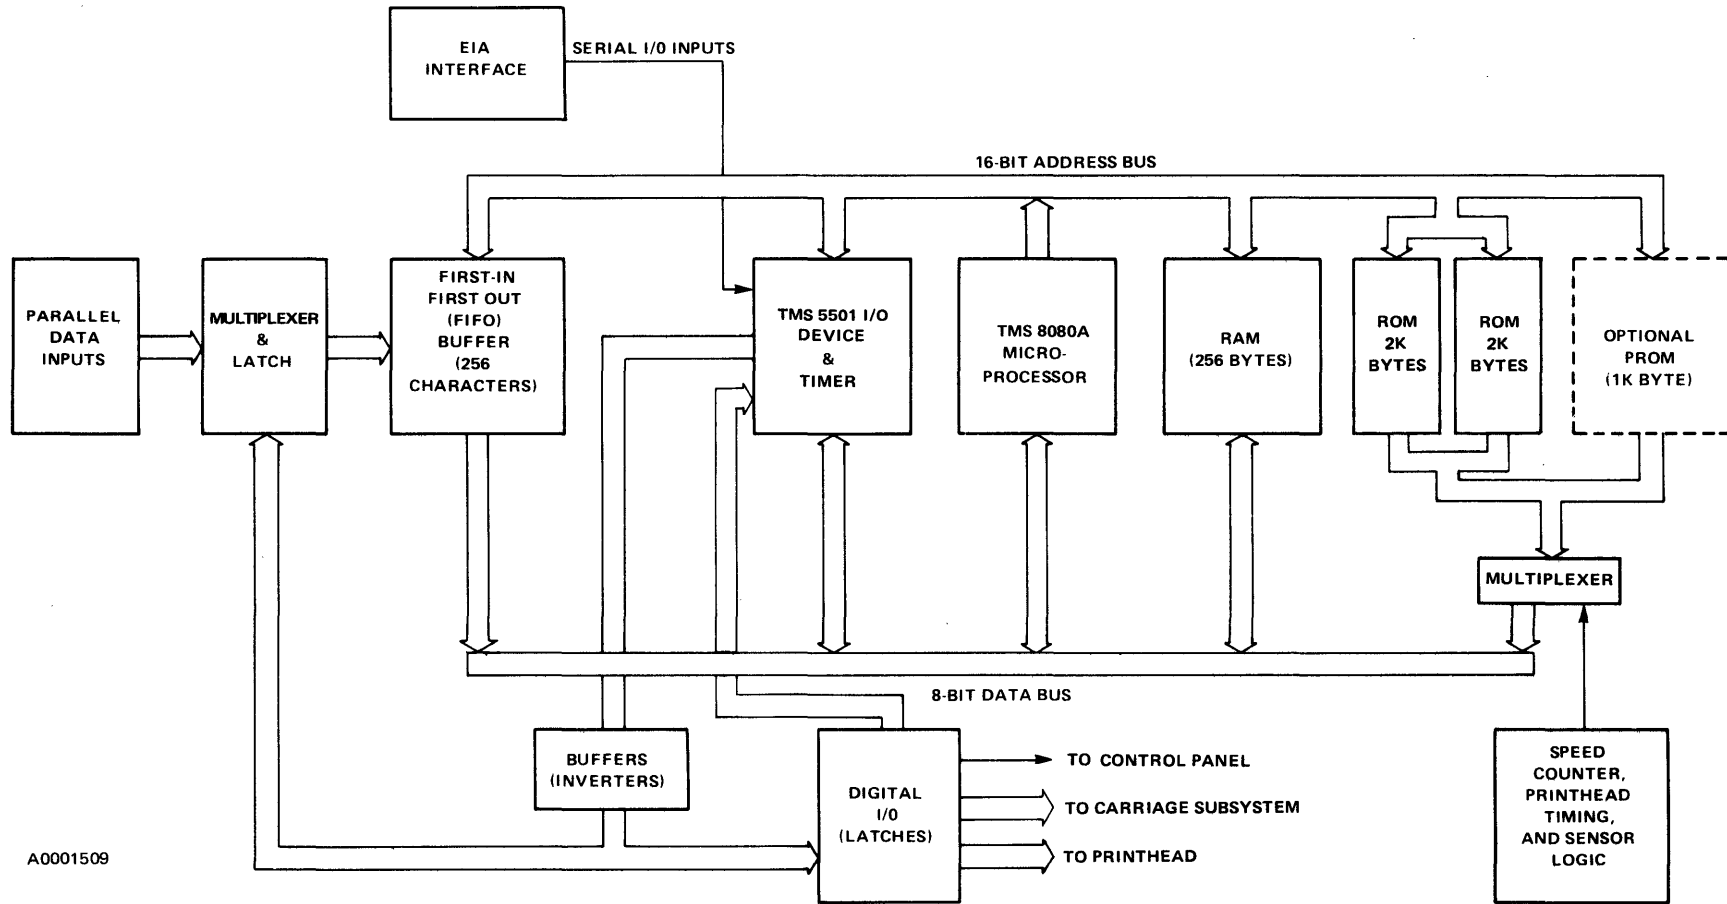 EIA
INTERFACE
SERIAL I/0 INPUTS
16-BIT ADDRESS BUS
PARALLEL
DATA
INPUTS
MULTIPLEXER
&
LATCH
FIRST-IN
FIRST OUT
(FIFO)
BUFFER
(256
CHARACTERS)
TMS 5501 I/O
DEVICE
&
TIMER
TMS 8080A
MICRO-
PROCESSOR
RAM
(256 BYTES)
ROM
2K
BYTES
ROM
2K
BYTES
OPTIONAL
PROM
(1K BYTE)
MULTIPLEXER
8-BIT DATA BUS
BUFFERS
(INVERTERS)
DIGITAL
I/0
(LATCHES)
TO CONTROL PANEL
TO CARRIAGE SUBSYSTEM
TO PRINTHEAD
SPEED
COUNTER,
PRINTHEAD
TIMING,
AND SENSOR
LOGIC
A0001509